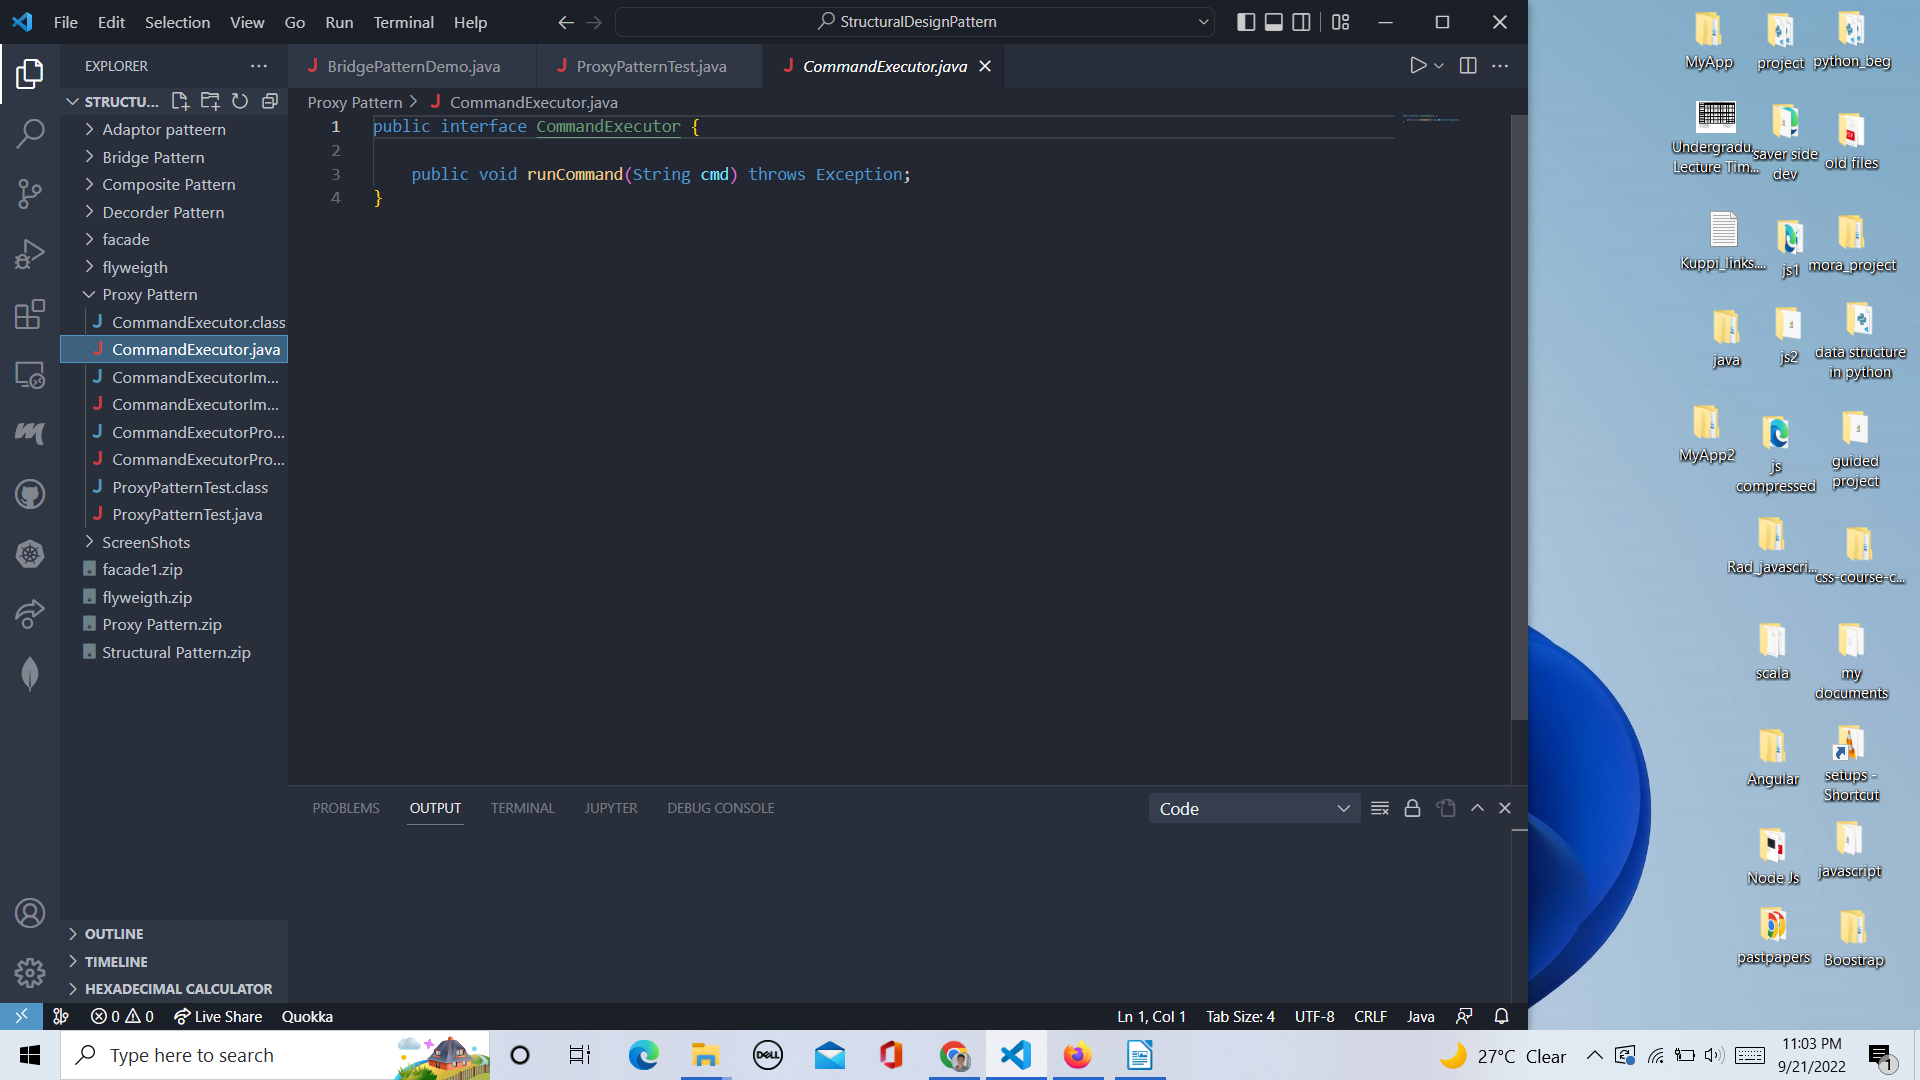 File Edit Selection View Go Run Terminal Help
StructuralDesignPattern
EXPLORER
BridgePatternDemo.java
ProxyPatternTest.java
CommandExecutor.java
STRUCTU...
Proxy Pattern > CommandExecutor.java
Adaptor patteern
Bridge Pattern
Composite Pattern
Decorder Pattern
facade
flyweigth
Proxy Pattern
CommandExecutor.class
CommandExecutor.java
CommandExecutorIm...
CommandExecutorIm...
CommandExecutorPro...
CommandExecutorPro...
ProxyPatternTest.class
ProxyPatternTest.java
ScreenShots
facade1.zip
flyweigth.zip
Proxy Pattern.zip
Structural Pattern.zip
OUTLINE
TIMELINE
HEXADECIMAL CALCULATOR
1 public interface CommandExecutor {
2
3 public void runCommand(String cmd) throws Exception;
4 }
PROBLEMS OUTPUT TERMINAL JUPYTER DEBUG CONSOLE
Code
0 0 Live Share Quokka
Ln 1, Col 1 Tab Size: 4 UTF-8 CRLF Java
MyApp
project
python_beg
Undergradu...
Lecture Tim...
saver side
dev
old files
Kuppi_links....
js1
mora_project
java
js2
data structure
in python
MyApp2
js
compressed
guided
project
Rad_javascri...
css-course-c...
scala
my
documents
Angular
setups -
Shortcut
Node Js
javascript
pastpapers
Boostrap
Type here to search
DELL
27°C Clear
11:03 PM
9/21/2022
1